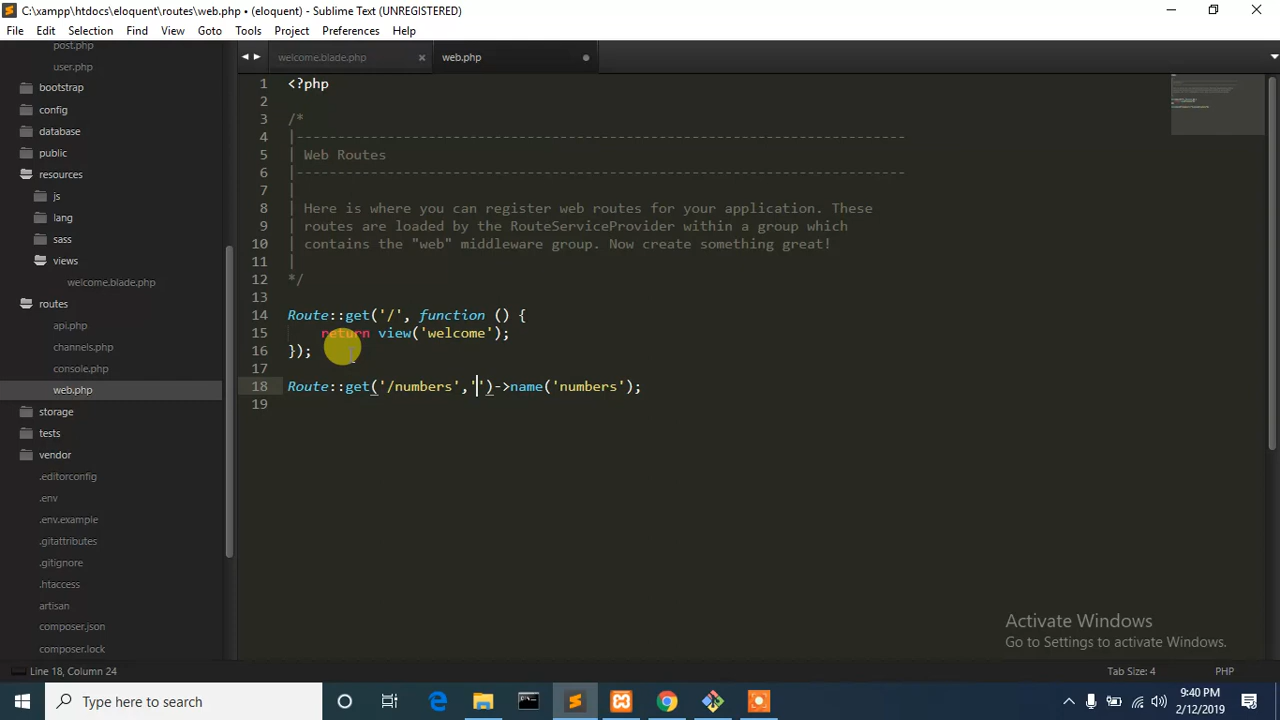 C:\xampp\htdocs\eloquent\routes\web.php • (eloquent) - Sublime Text (UNREGISTERED)
File Edit Selection Find View Goto Tools Project Preferences Help
post.php
user.php
bootstrap
config
database
public
resources
js
lang
sass
views
welcome.blade.php
routes
api.php
channels.php
console.php
web.php
storage
tests
vendor
.editorconfig
.env
.env.example
.gitattributes
.gitignore
.htaccess
artisan
composer.json
composer.lock
welcome.blade.php web.php
1 <?php
2
3 /*
4 |--------------------------------------------------------------------------
5 | Web Routes
6 |--------------------------------------------------------------------------
7 |
8 | Here is where you can register web routes for your application. These
9 | routes are loaded by the RouteServiceProvider within a group which
10 | contains the "web" middleware group. Now create something great!
11 |
12 */
13
14 Route::get('/', function () {
15 return view('welcome');
16 });
17
18 Route::get('/numbers','')->name('numbers');
19
Activate Windows
Go to Settings to activate Windows.
Line 18, Column 24 Tab Size: 4 PHP
Type here to search
9:40 PM
2/12/2019